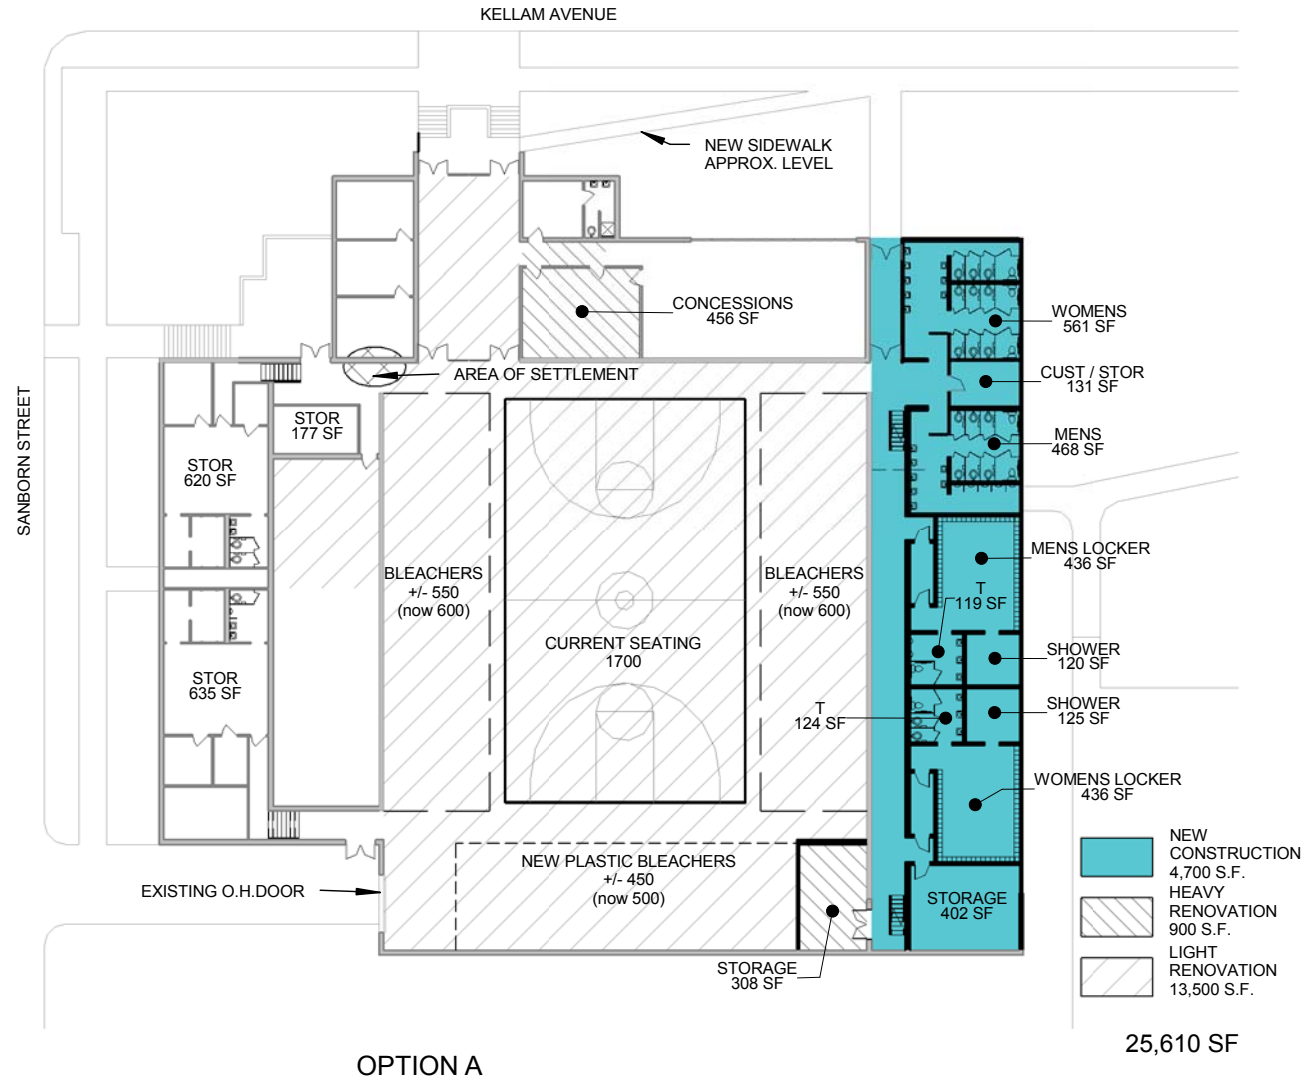 KELLAM AVENUE
NEW SIDEWALK
APPROX. LEVEL
CONCESSIONS
456 SF
WOMENS
561 SF
AREA OF SETTLEMENT
CUST / STOR
131 SF
SANBORN STREET
STOR
177 SF
MENS
468 SF
STOR
620 SF
MENS LOCKER
436 SF
BLEACHERS
+/- 550
(now 600)
BLEACHERS
+/- 550
(now 600)
T
119 SF
CURRENT SEATING
1700
SHOWER
120 SF
STOR
635 SF
SHOWER
125 SF
T
124 SF
WOMENS LOCKER
436 SF
NEW PLASTIC BLEACHERS
+/- 450
(now 500)
EXISTING O.H.DOOR
STORAGE
402 SF
STORAGE
308 SF
NEW
CONSTRUCTION
4,700 S.F.
HEAVY
RENOVATION
900 S.F.
LIGHT
RENOVATION
13,500 S.F.
25,610 SF
OPTION A